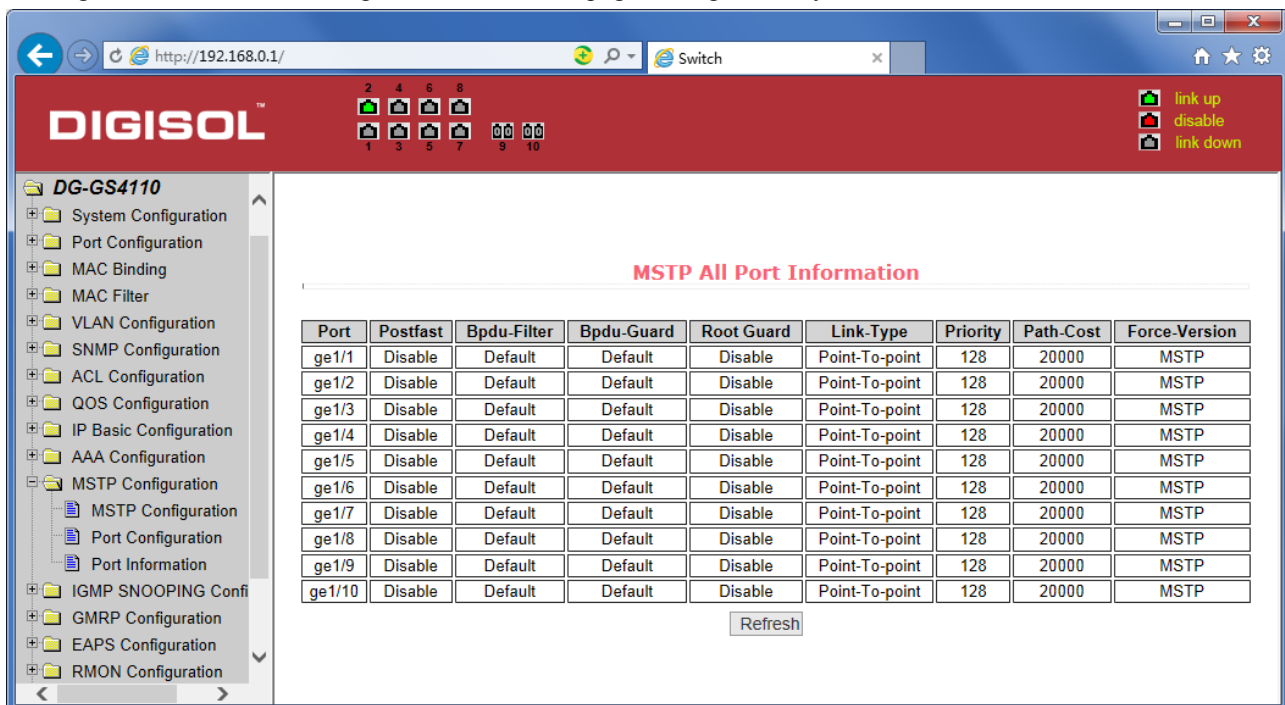 http://192.168.0.1/
Switch
DIGISOL™
2 4 6 8
1 3 5 7 9 10
link up
disable
link down
DG-GS4110
System Configuration
Port Configuration
MAC Binding
MAC Filter
VLAN Configuration
SNMP Configuration
ACL Configuration
QOS Configuration
IP Basic Configuration
AAA Configuration
MSTP Configuration
MSTP Configuration
Port Configuration
Port Information
IGMP SNOOPING Confi
GMRP Configuration
EAPS Configuration
RMON Configuration
MSTP All Port Information
Port Postfast Bpdu-Filter Bpdu-Guard Root Guard Link-Type Priority Path-Cost Force-Version
ge1/1 Disable Default Default Disable Point-To-point 128 20000 MSTP
ge1/2 Disable Default Default Disable Point-To-point 128 20000 MSTP
ge1/3 Disable Default Default Disable Point-To-point 128 20000 MSTP
ge1/4 Disable Default Default Disable Point-To-point 128 20000 MSTP
ge1/5 Disable Default Default Disable Point-To-point 128 20000 MSTP
ge1/6 Disable Default Default Disable Point-To-point 128 20000 MSTP
ge1/7 Disable Default Default Disable Point-To-point 128 20000 MSTP
ge1/8 Disable Default Default Disable Point-To-point 128 20000 MSTP
ge1/9 Disable Default Default Disable Point-To-point 128 20000 MSTP
ge1/10 Disable Default Default Disable Point-To-point 128 20000 MSTP
Refresh